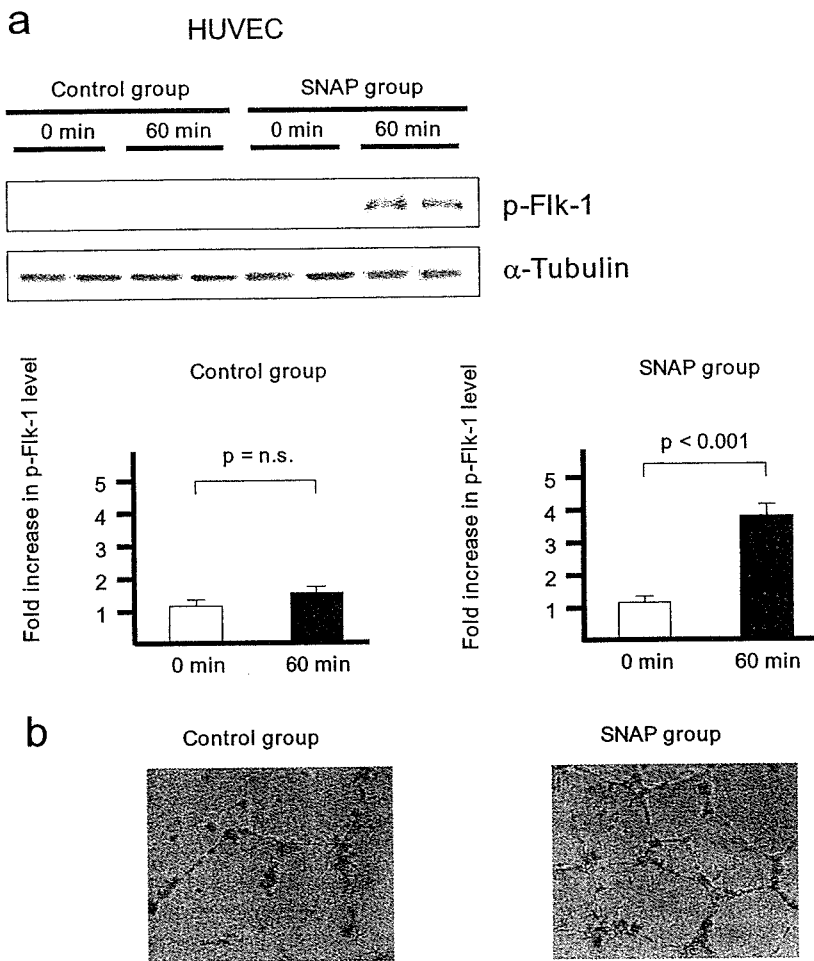 a
HUVEC
Control group SNAP group
0 min 60 min 0 min 60 min
p-Flk-1
α-Tubulin
Control group
Fold increase in p-Flk-1 level
p = n.s.
5
4
3
2
1
0 min 60 min
SNAP group
Fold increase in p-Flk-1 level
p < 0.001
5
4
3
2
1
0 min 60 min
b
Control group SNAP group